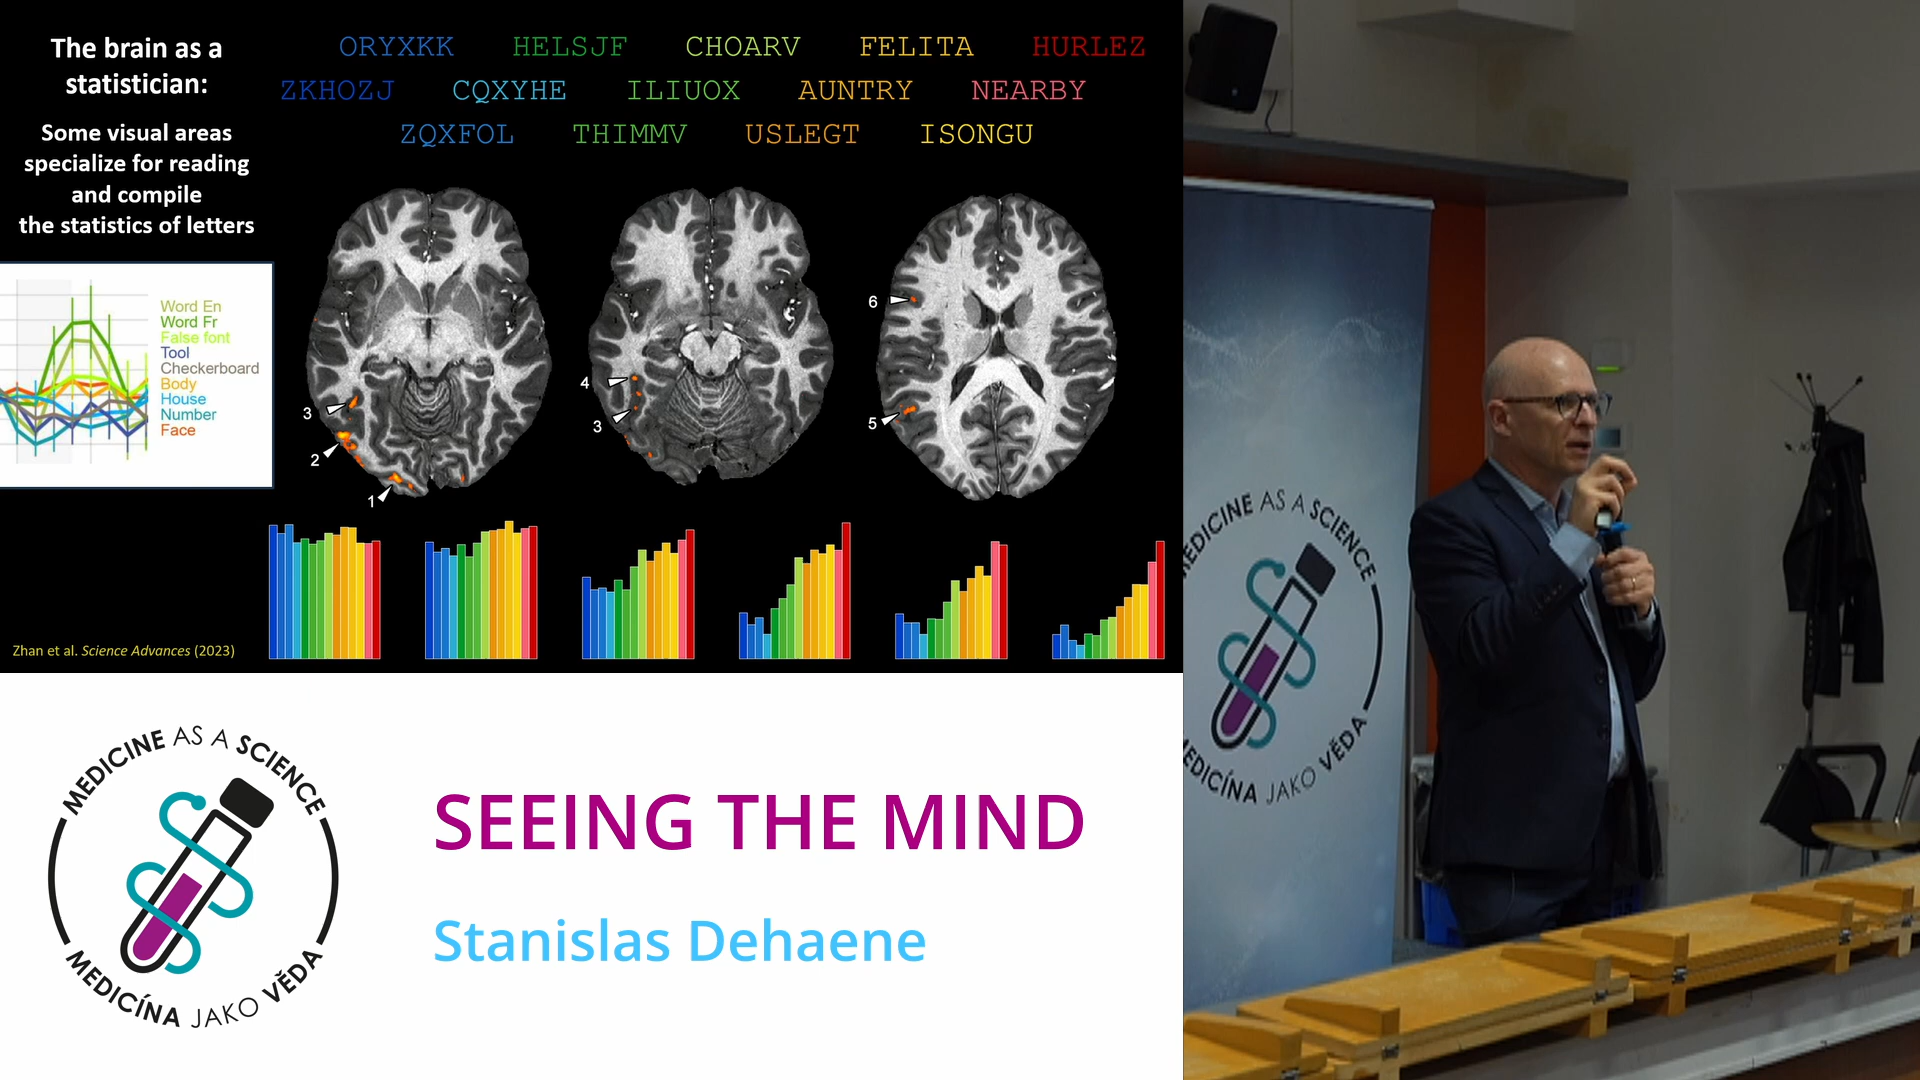 The brain as a
statistician:
Some visual areas
specialize for reading
and compile
the statistics of letters
ORYXKK HELSJF CHOARV FELITA HURLEZ
ZKHOZJ CQXYHE ILIUOX AUNTRY NEARBY
ZQXFOL THIMMV USLEGT ISONGU
Word En
Word Fr
False font
Tool
Checkerboard
Body
House
Number
Face
3
2
1
4
3
6
5
Zhan et al. Science Advances (2023)
MEDICINE AS A SCIENCE
MEDICÍNA JAKO VĚDA
SEEING THE MIND
Stanislas Dehaene
MEDICINE AS A SCIENCE
MEDICÍNA JAKO VĚDA